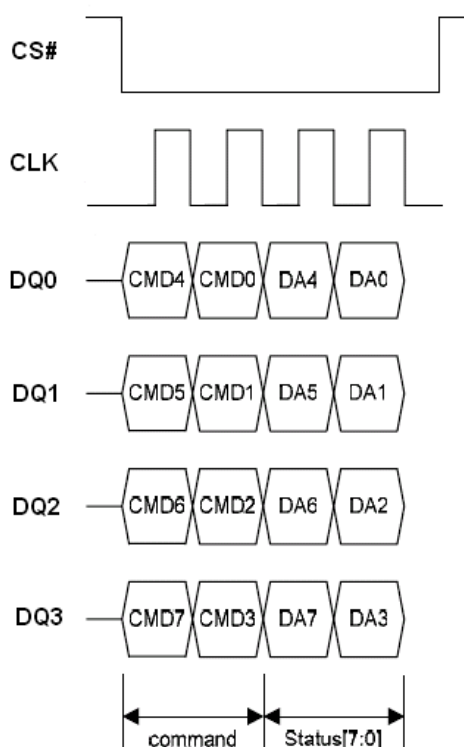 CS#
CLK
DQ0 CMD4 CMD0 DA4 DA0
DQ1 CMD5 CMD1 DA5 DA1
DQ2 CMD6 CMD2 DA6 DA2
DQ3 CMD7 CMD3 DA7 DA3
command Status[7:0]